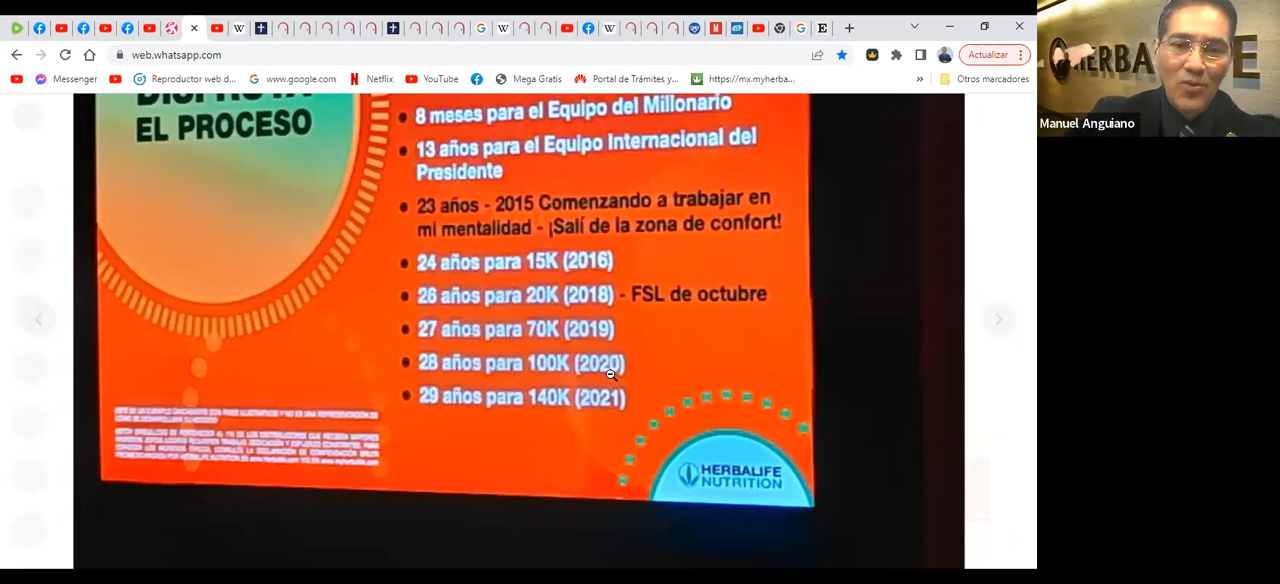 web.whatsapp.com
Actualizar
Messenger
Reproductor web d...
www.google.com
Netflix
YouTube
Mega Gratis
Portal de Trámites y...
https://mx.myherba...
»
Otros marcadores
HERBALIFE
Manuel Anguiano
DISFRUTA
EL PROCESO
• 8 meses para el Equipo del Millonario
• 13 años para el Equipo Internacional del
Presidente
• 23 años - 2015 Comenzando a trabajar en
mi mentalidad - ¡Salí de la zona de confort!
• 24 años para 15K (2016)
• 26 años para 20K (2018) - FSL de octubre
• 27 años para 70K (2019)
• 28 años para 100K (2020)
• 29 años para 140K (2021)
HERBALIFE
NUTRITION